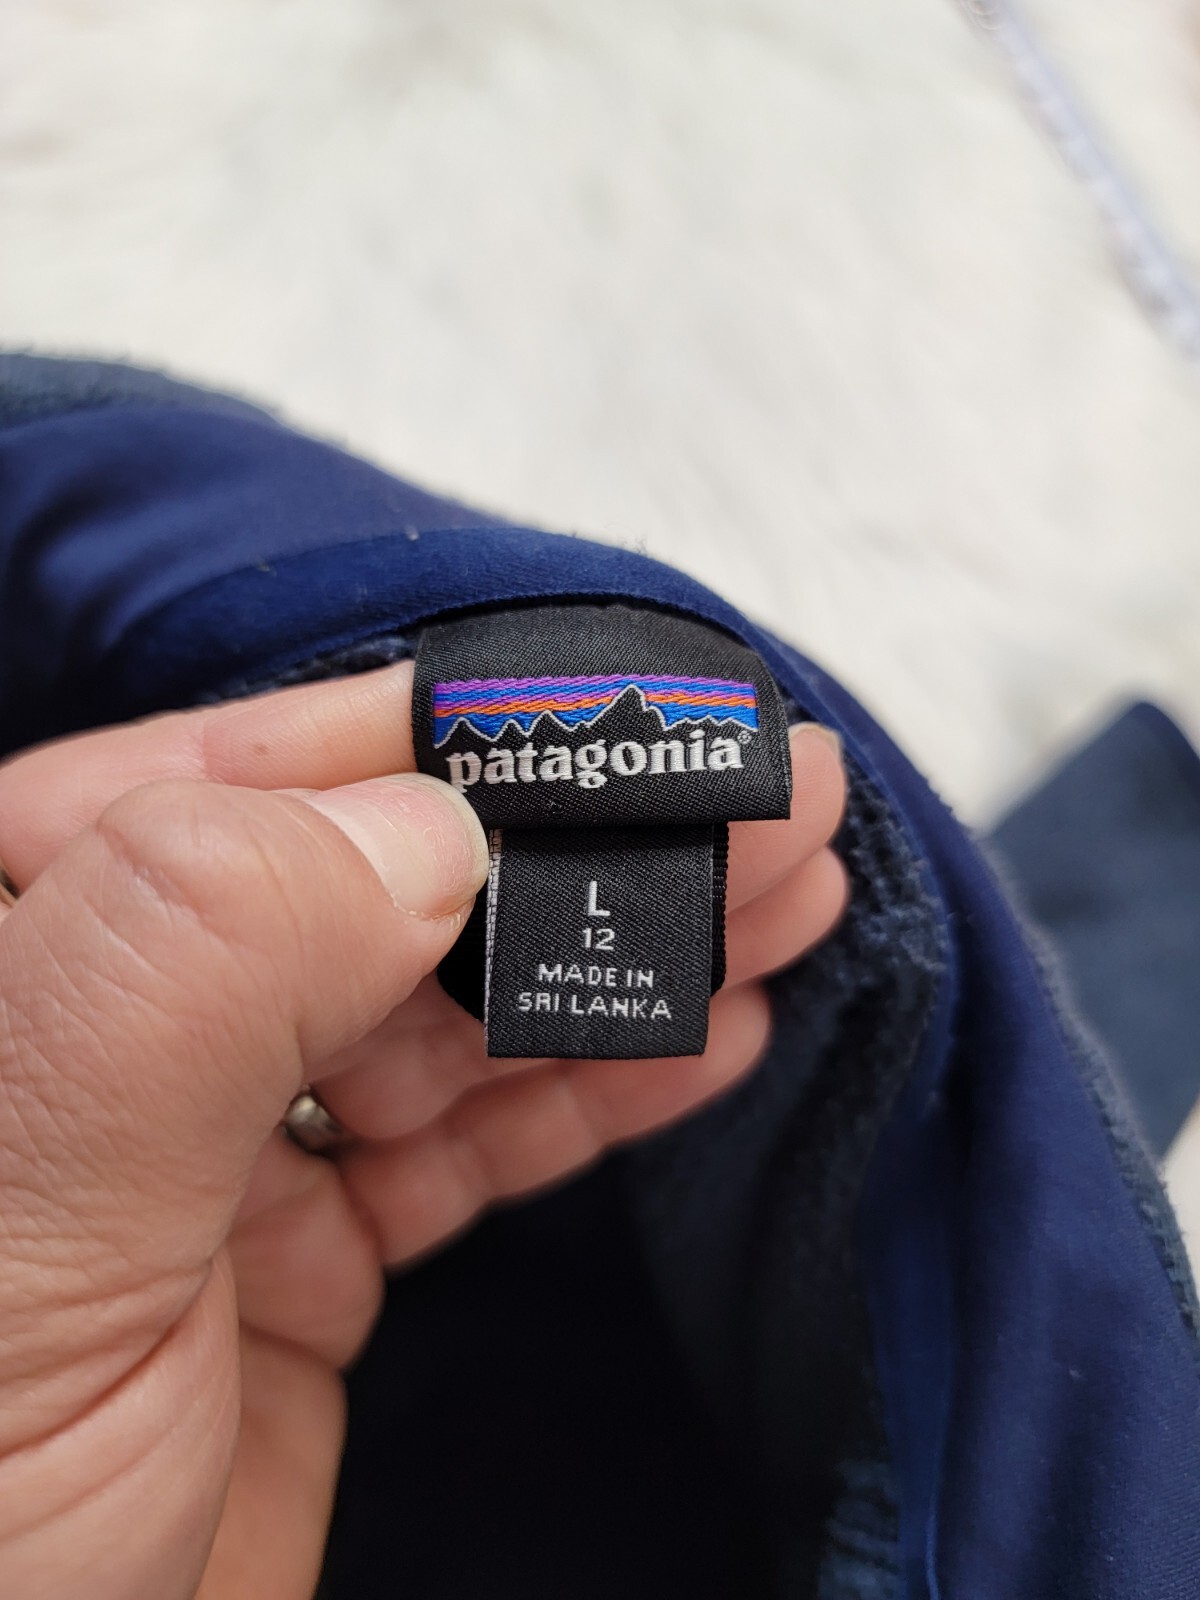 patagonia®
L
12
MADE IN
SRI LANKA